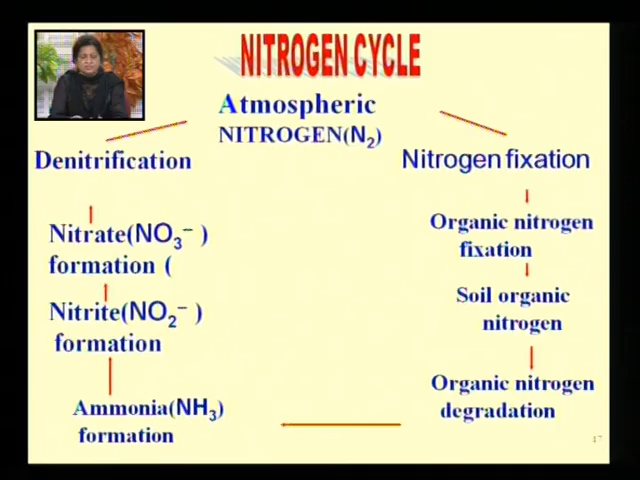 NITROGEN CYCLE
Atmospheric
NITROGEN(N₂)
Denitrification
Nitrogen fixation
Nitrate(NO₃⁻ )
formation (
Nitrite(NO₂⁻ )
formation
Ammonia(NH₃)
formation
Organic nitrogen
fixation
Soil organic
nitrogen
Organic nitrogen
degradation
17